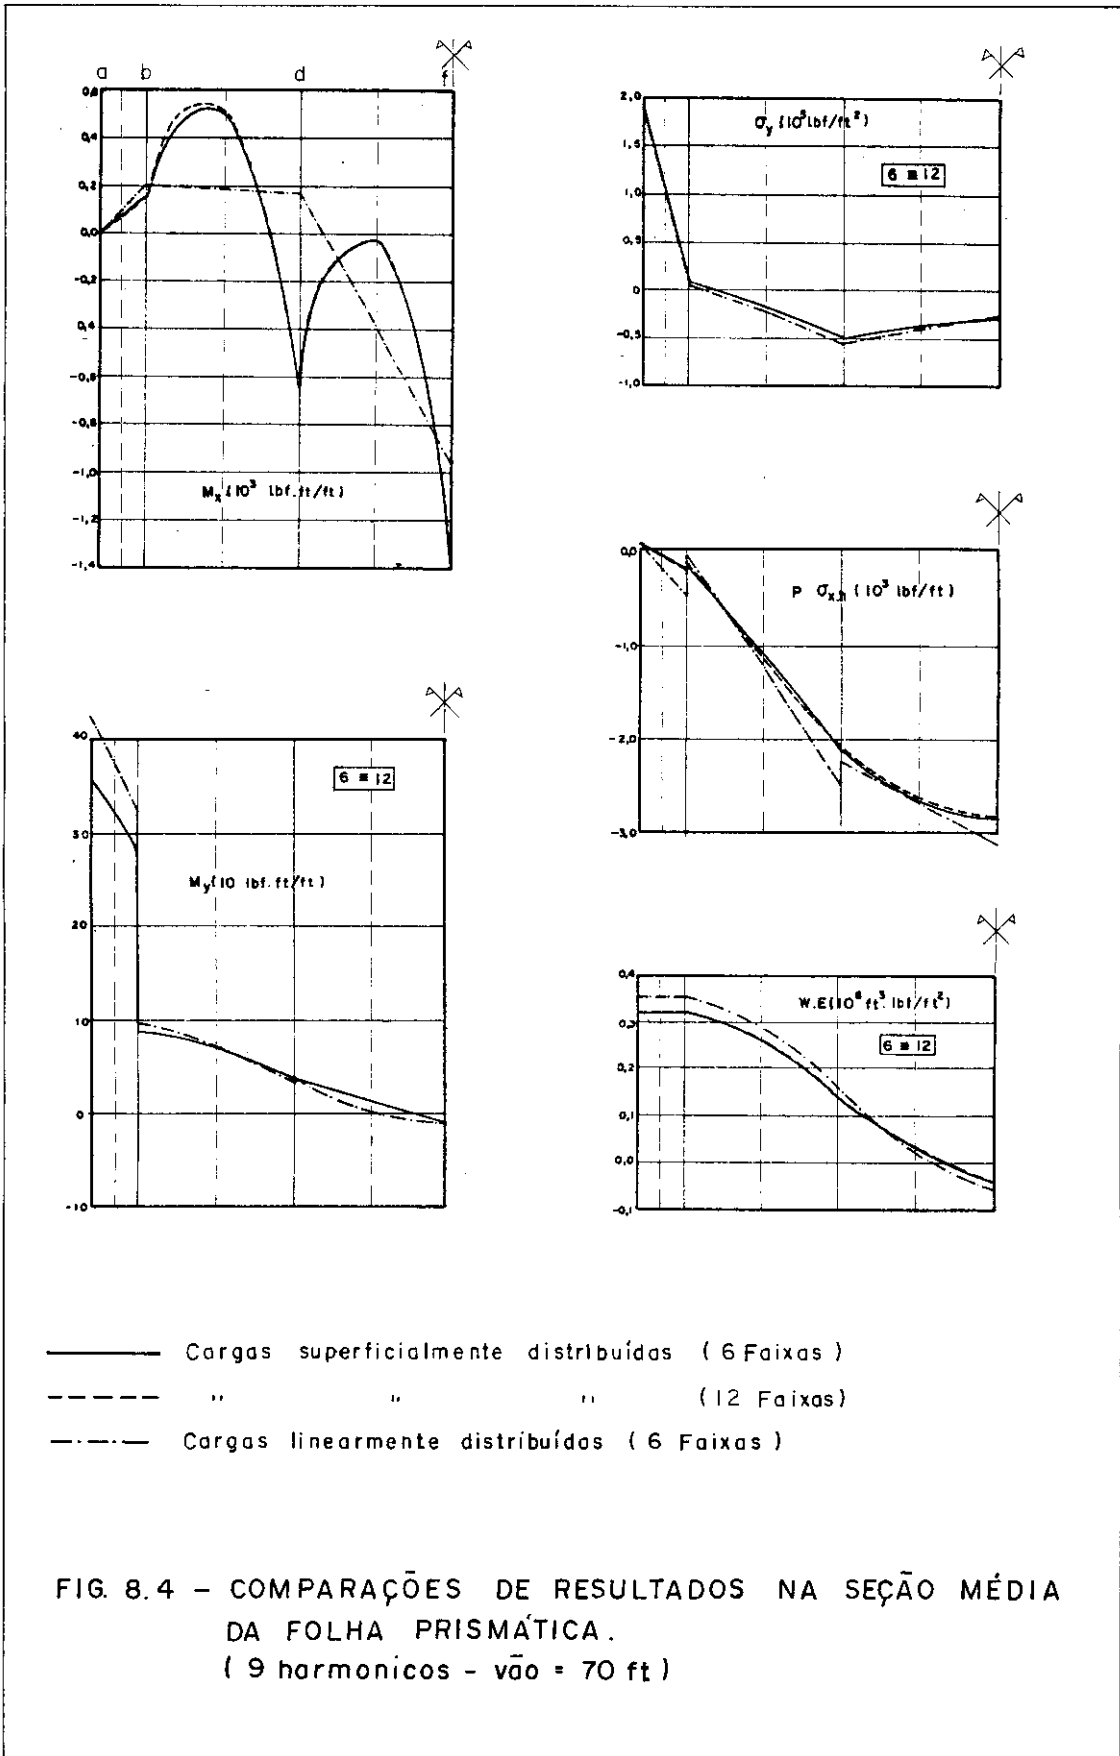 a b d f
0,6
0,4
0,2
0,0
-0,2
-0,4
-0,6
-0,8
-1,0
-1,2
-1,4
Mx (10³ lbf.ft/ft)
2,0
1,5
1,0
0,5
0
-0,5
-1,0
σy (10³ lbf/ft²)
6 ≡ 12
0,0
-1,0
-2,0
-3,0
P σx.h (10³ lbf/ft)
40
30
20
10
0
-10
6 ≡ 12
My (10 lbf.ft/ft)
0,4
0,3
0,2
0,1
0,0
-0,1
W.E (10⁶ ft³.lbf/ft²)
6 ≡ 12
Cargas superficialmente distribuídas (6 Faixas)
" " " (12 Faixas)
Cargas linearmente distribuídas (6 Faixas)
FIG. 8.4 – COMPARAÇÕES DE RESULTADOS NA SEÇÃO MÉDIA
DA FOLHA PRISMÁTICA.
(9 harmonicos - vão = 70 ft)